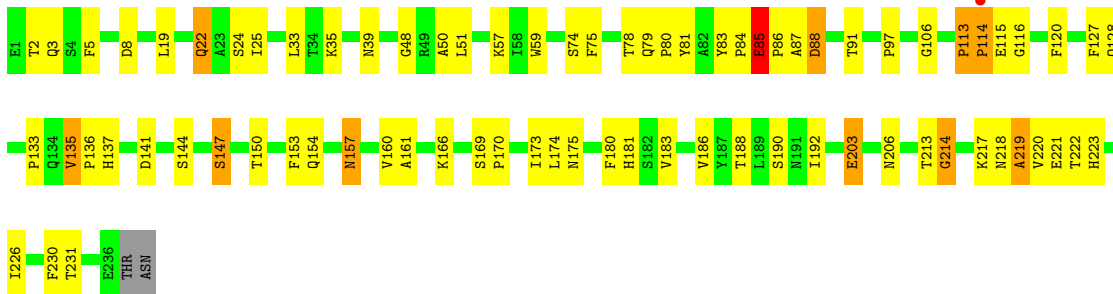 E1 T2 Q3 S4 F5 D8 L19 Q22 A23 S24 I25 L33 T34 K35 N39 G48 R49 A50 L51 K57 I58 W59 S74 F75 T78 Q79 P80 Y81 A82 Y83 P84 E85 P86 A87 D88 T91 P97 G106 P113 P114 E115 G116 F120 F127
P133 Q134 V135 P136 H137 D141 S144 S147 T150 F153 Q154 N157 V160 A161 K166 S169 P170 I173 L174 N175 F180 H181 S182 V183 V186 Y187 T188 L189 S190 N191 I192 E203 N206 T213 G214 K217 N218 A219 V220 E221 T222 H223
I226 F230 T231 E236 THR ASN